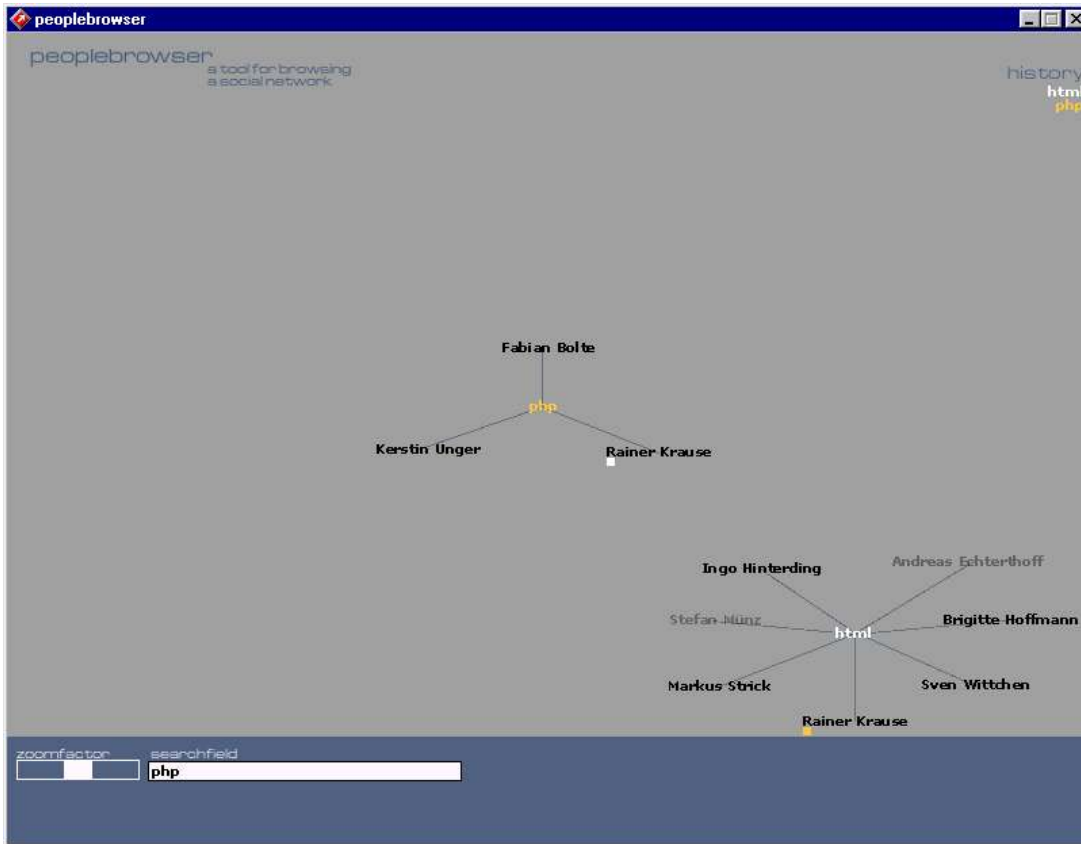 peoplebrowser
peoplebrowser
a tool for browsing
a social network
history
html
php
Fabian Bolte
php
Kerstin Unger
Rainer Krause
Ingo Hinterding
Andreas Echterthoff
Stefan Münz
html
Brigitte Hoffmann
Markus Strick
Sven Wittchen
Rainer Krause
zoomfactor
searchfield
php